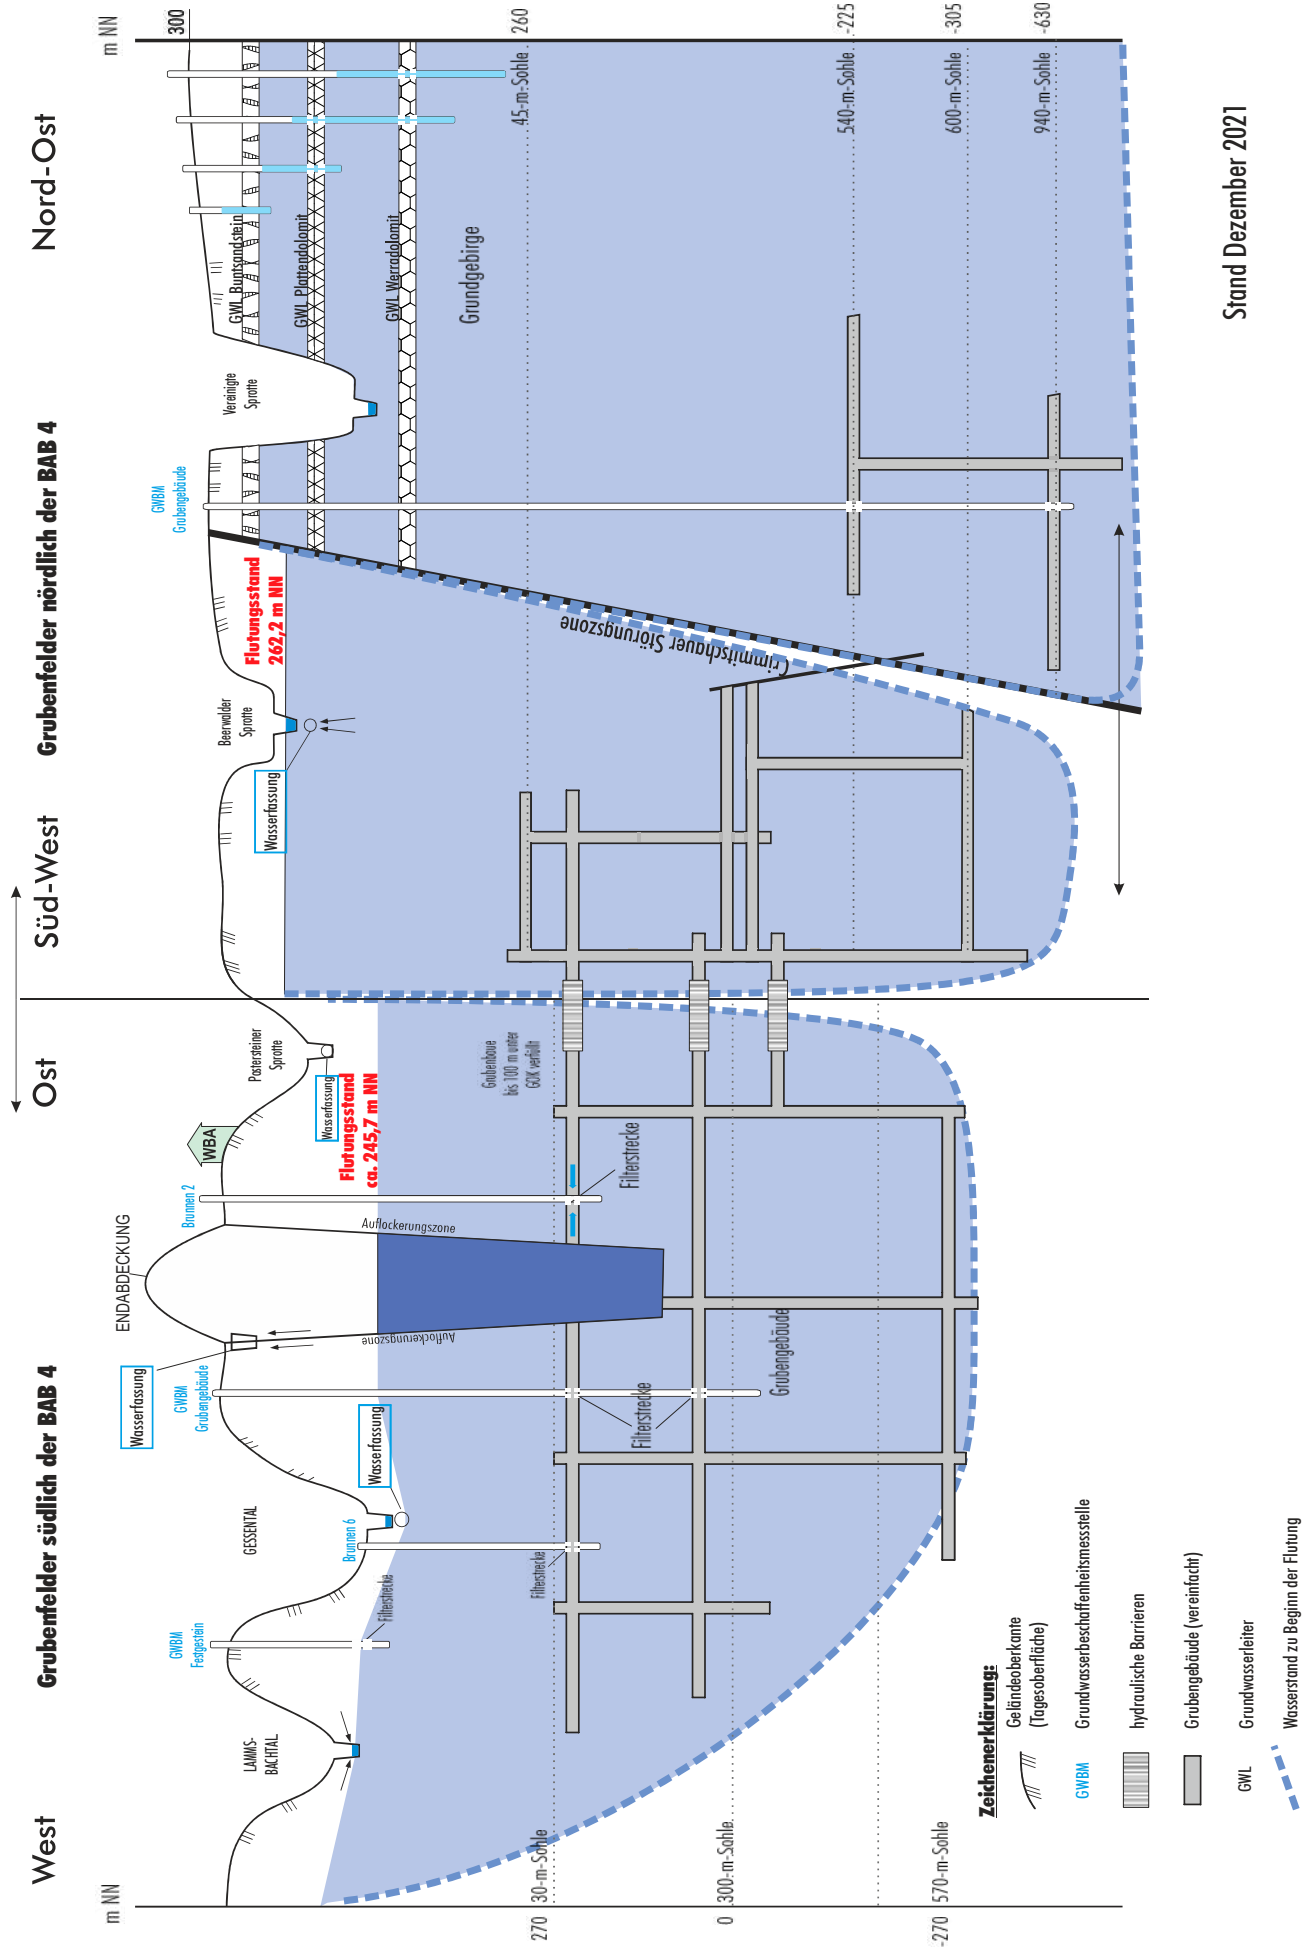 West
Ost
Süd-West
Nord-Ost
Grubenfelder südlich der BAB 4
Grubenfelder nördlich der BAB 4
m NN
m NN
300
ENDABDECKUNG
Wasserfassung
GWBM
Festgestein
GWBM
Grubengebäude
Brunnen 2
WBA
GWBM
Grubengebäude
LAMMS-
BACHTAL
GESSENTAL
Postersteiner
Sprotte
Beerwalder
Sprotte
Vereinigte
Sprotte
GWL Buntsandstein
GWL Plattendolomit
GWL Werradolomit
Flutungsstand
262,2 m NN
Wasserfassung
Wasserfassung
Flutungsstand
ca. 245,7 m NN
Brunnen 6
Wasserfassung
Filterstrecke
Auflockerungszone
Auflockerungszone
Grundgebirge
Grubenbaue
bis 100 m unter
GOK verfüllt
Filterstrecke
Filterstrecke
Filterstrecke
Grubengebäude
Crimmitschauer Störungszone
270
30-m-Sohle
0
300-m-Sohle
-270
570-m-Sohle
45-m-Sohle
260
540-m-Sohle
-225
600-m-Sohle
-305
940-m-Sohle
-630
Zeichenerklärung:
Geländeoberkante
(Tagesoberfläche)
GWBM
Grundwasserbeschaffenheitsmessstelle
hydraulische Barrieren
Grubengebäude (vereinfacht)
GWL
Grundwasserleiter
Wasserstand zu Beginn der Flutung
Stand Dezember 2021